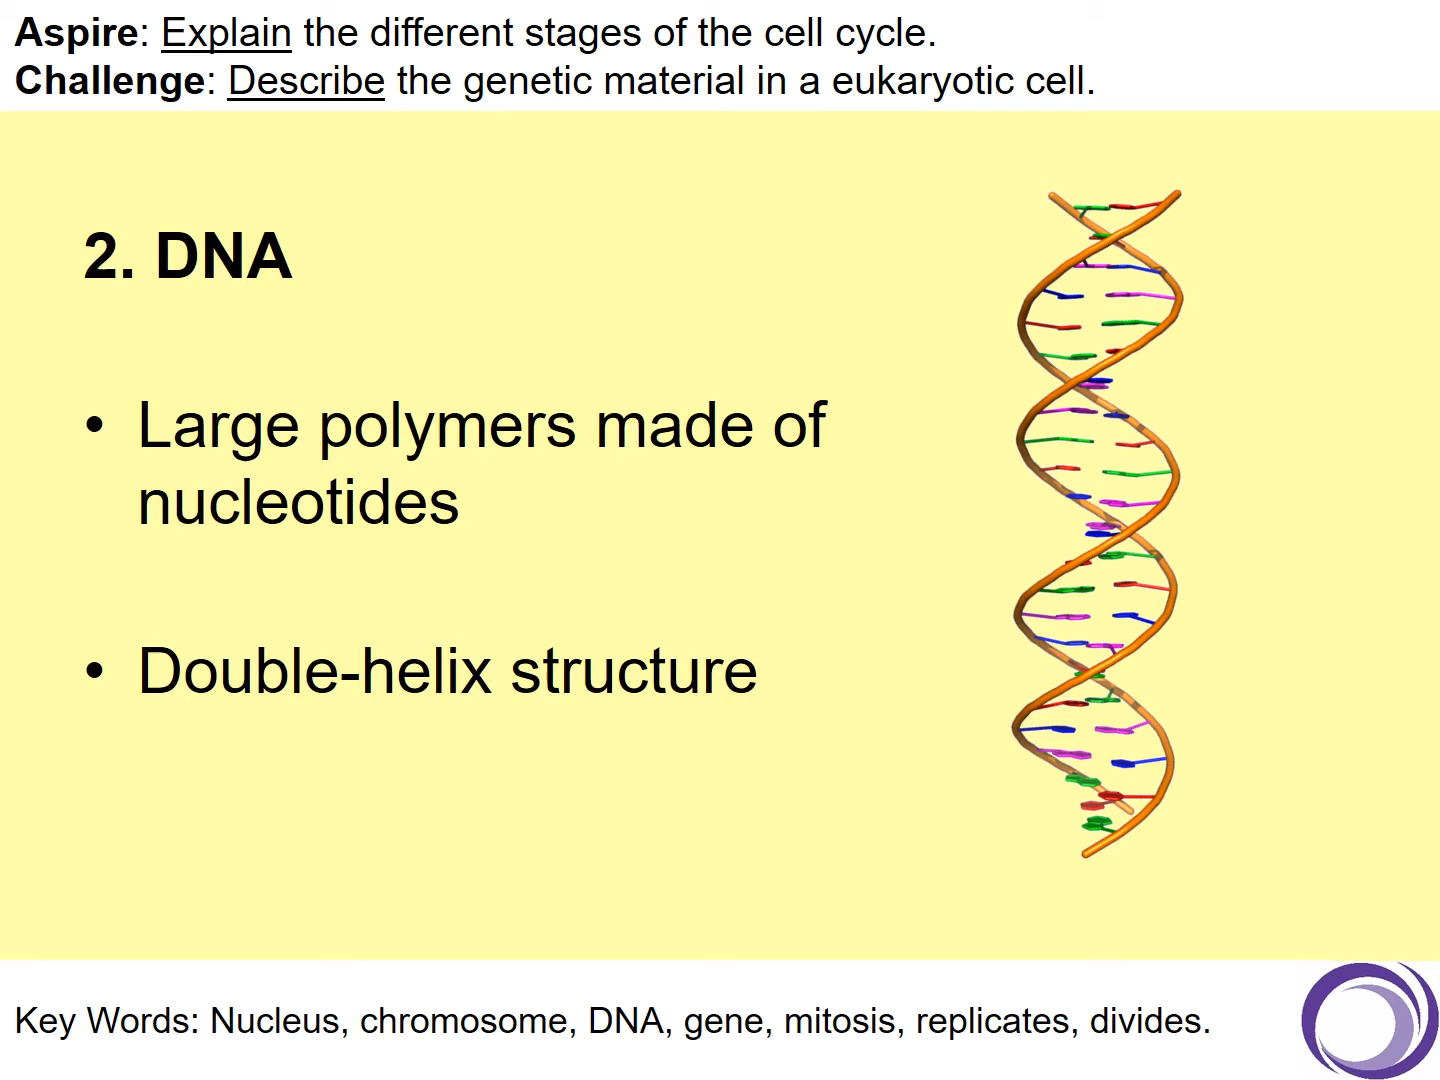 Aspire: Explain the different stages of the cell cycle.
Challenge: Describe the genetic material in a eukaryotic cell.
2. DNA
• Large polymers made of
nucleotides
• Double-helix structure
Key Words: Nucleus, chromosome, DNA, gene, mitosis, replicates, divides.